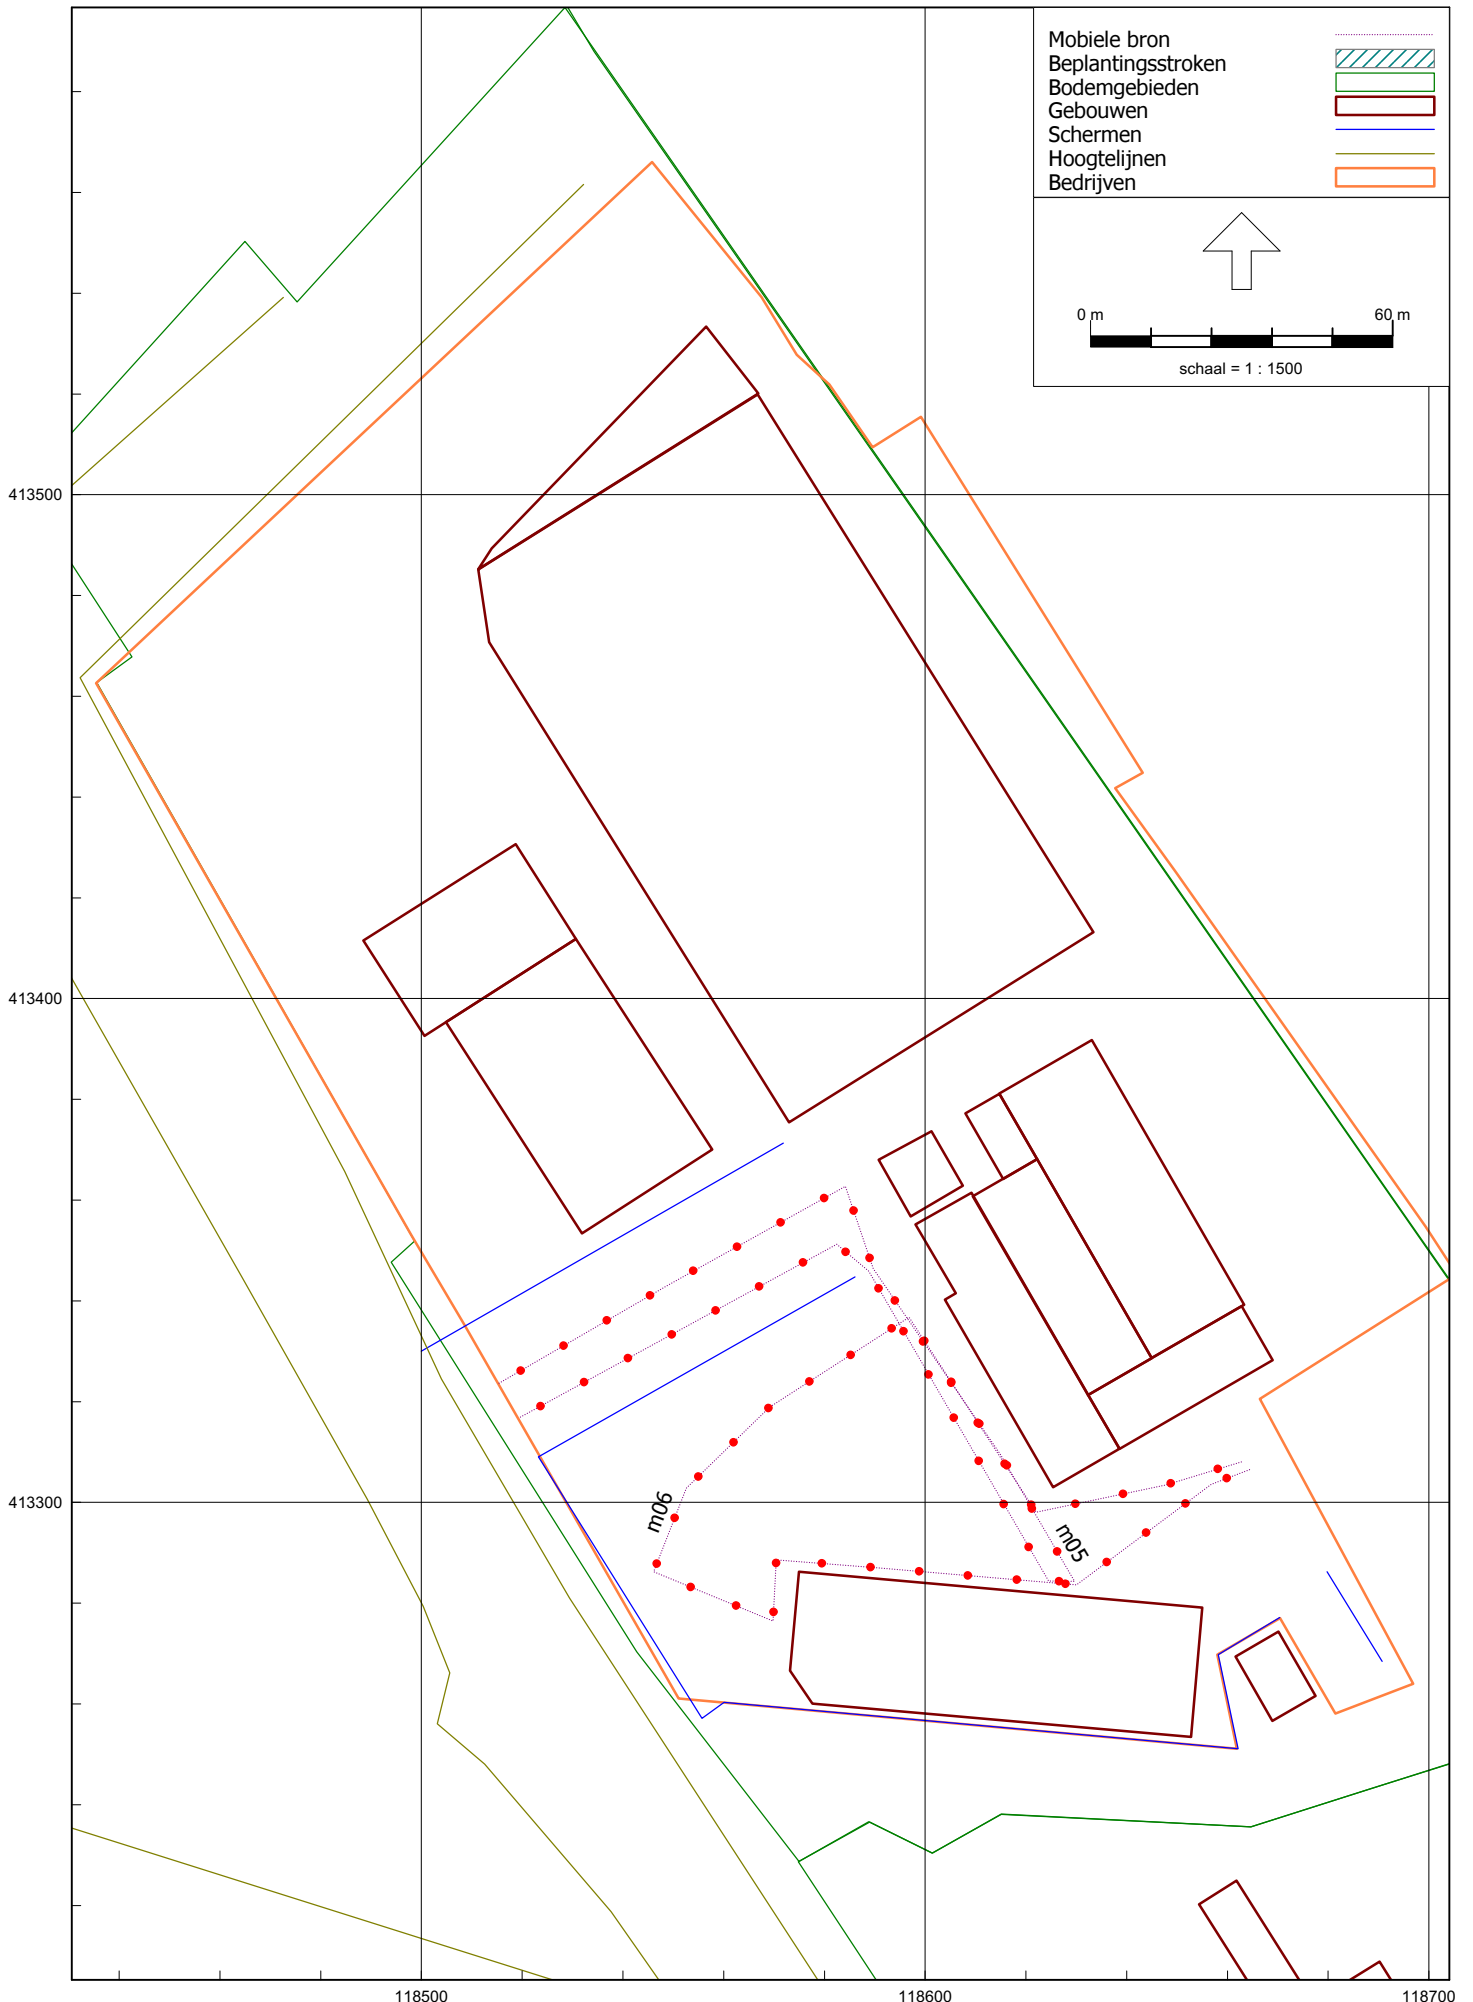 Mobiele bron
Beplantingsstroken
Bodemgebieden
Gebouwen
Schermen
Hoogtelijnen
Bedrijven
0 m 60 m
schaal = 1 : 1500
413500
413400
413300
m06
m05
118500 118600 118700